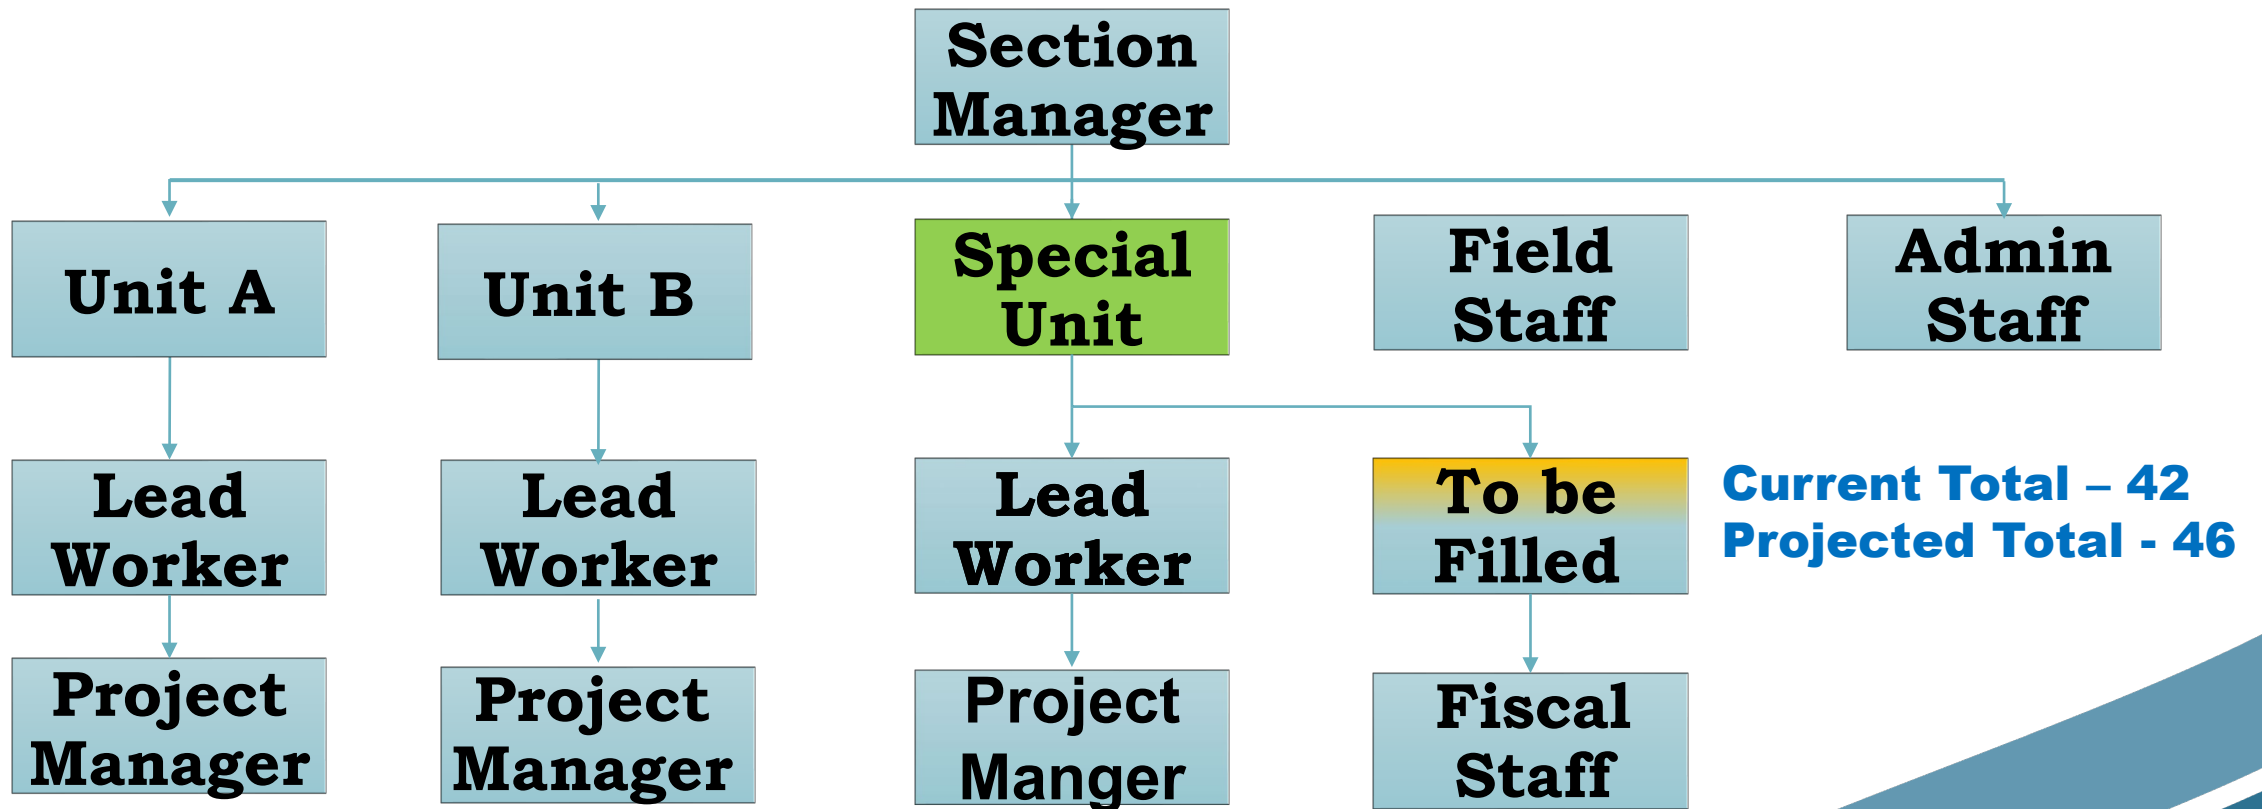 Section
Manager
Unit A
Unit B
Special
Unit
Field
Staff
Admin
Staff
Lead
Worker
Lead
Worker
Lead
Worker
To be
Filled
Current Total – 42
Projected Total - 46
Project
Manager
Project
Manager
Project
Manger
Fiscal
Staff